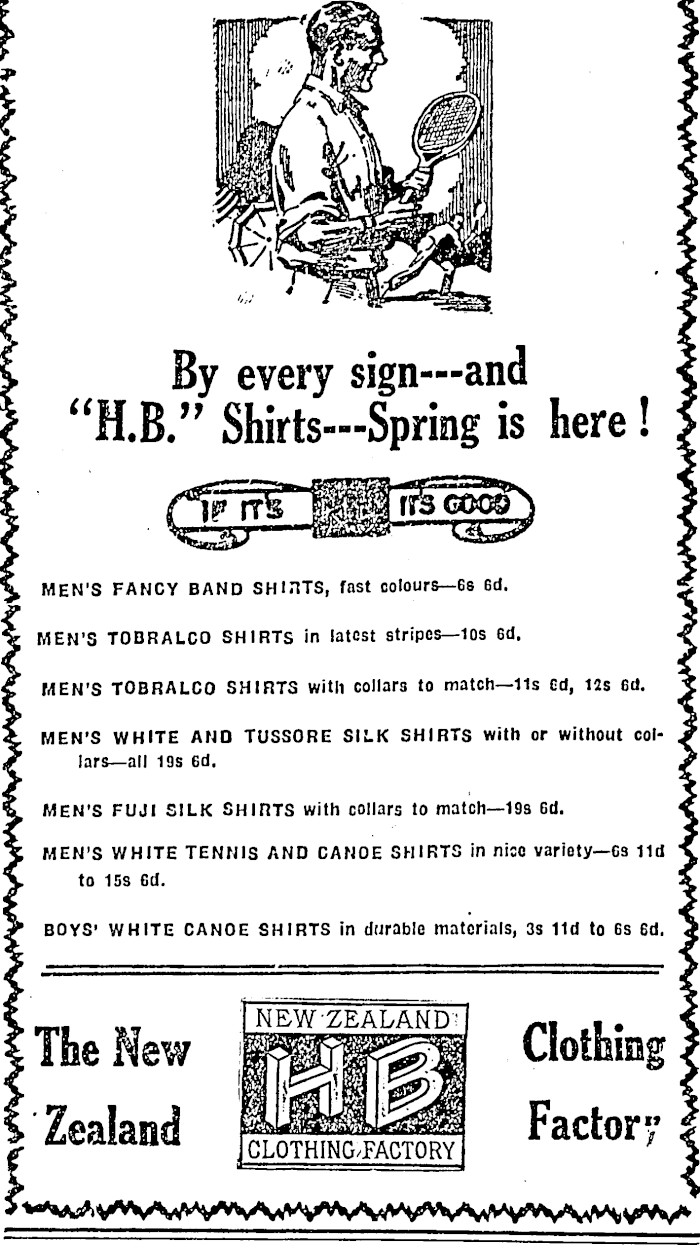 By every sign---and
“H.B.” Shirts---Spring is here !
IF IT'S ITS GOOD
MEN'S FANCY BAND SHIRTS, fast colours—6s 6d.
MEN'S TOBRALCO SHIRTS in latest stripes—10s 6d.
MEN'S TOBRALCO SHIRTS with collars to match—11s 6d, 12s 6d.
MEN'S WHITE AND TUSSORE SILK SHIRTS with or without col-
lars—all 19s 6d.
MEN'S FUJI SILK SHIRTS with collars to match—19s 6d.
MEN'S WHITE TENNIS AND CANOE SHIRTS in nice variety—6s 11d
to 15s 6d.
BOYS' WHITE CANOE SHIRTS in durable materials, 3s 11d to 6s 6d.
The New
Zealand
NEW ZEALAND
HB
CLOTHING FACTORY
Clothing
Factory